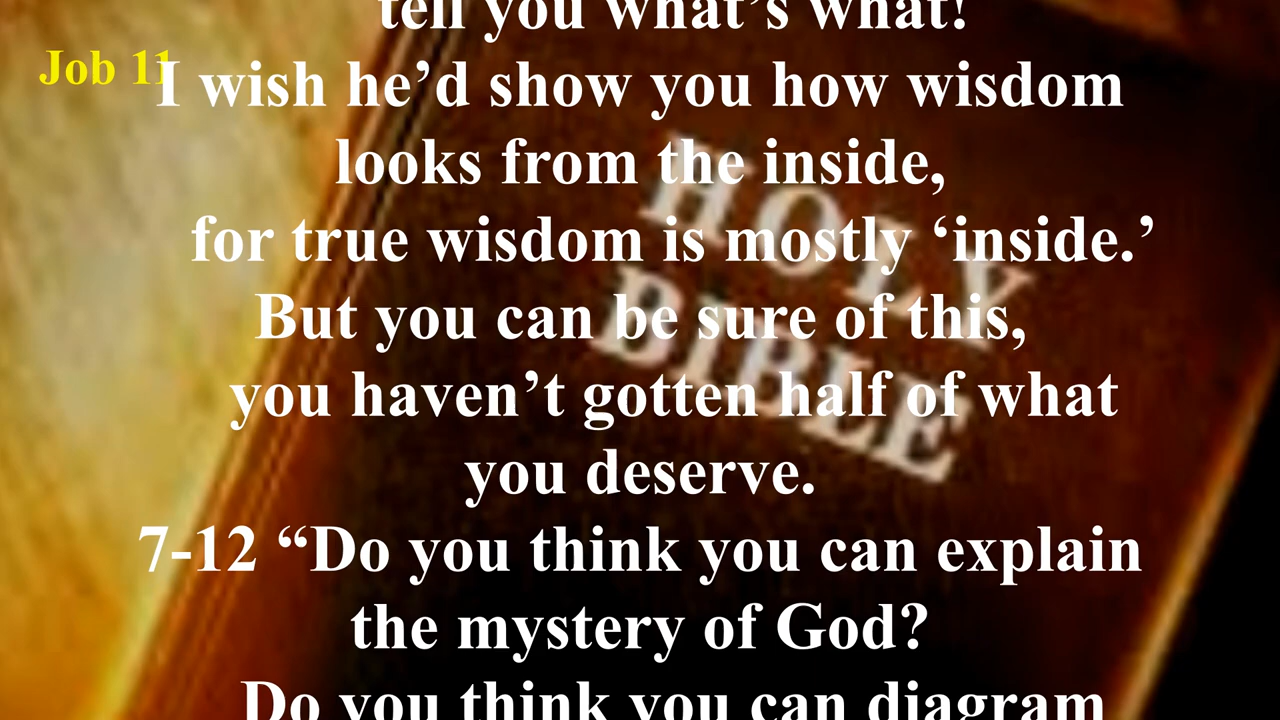 tell you what’s what!
Job 11
I wish he’d show you how wisdom
looks from the inside,
for true wisdom is mostly ‘inside.’
But you can be sure of this,
you haven’t gotten half of what
you deserve.
7-12 “Do you think you can explain
the mystery of God?
Do you think you can diagram
HOLY
BIBLE